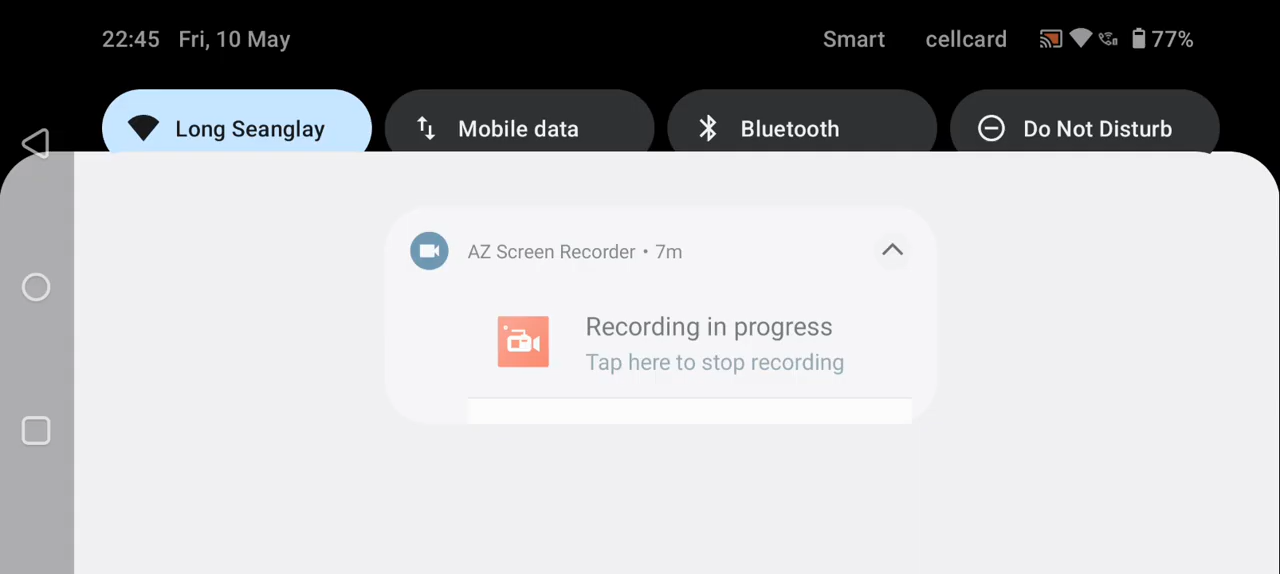 22:45 Fri, 10 May Smart cellcard 77%
Long Seanglay Mobile data Bluetooth Do Not Disturb
AZ Screen Recorder • 7m
Recording in progress
Tap here to stop recording